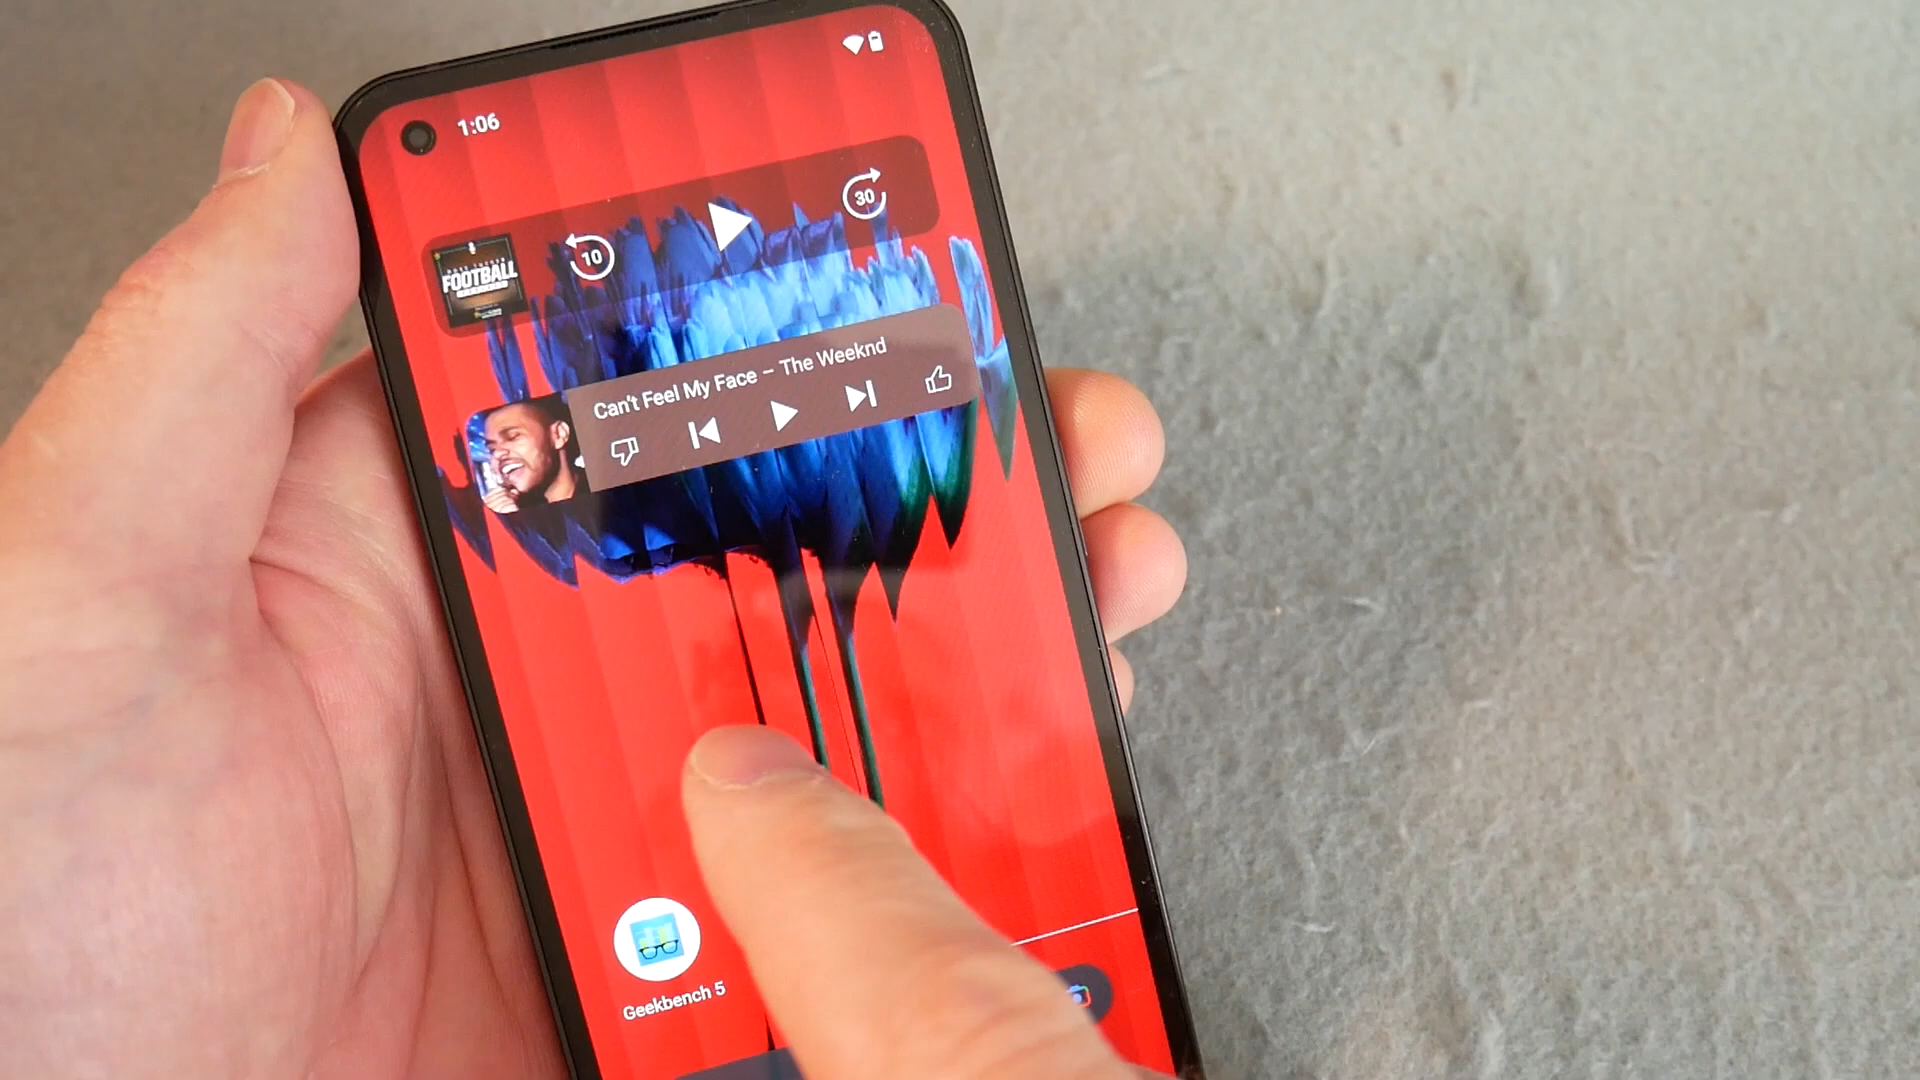 1:06
10
30
FOOTBALL
Can't Feel My Face – The Weeknd
Geekbench 5